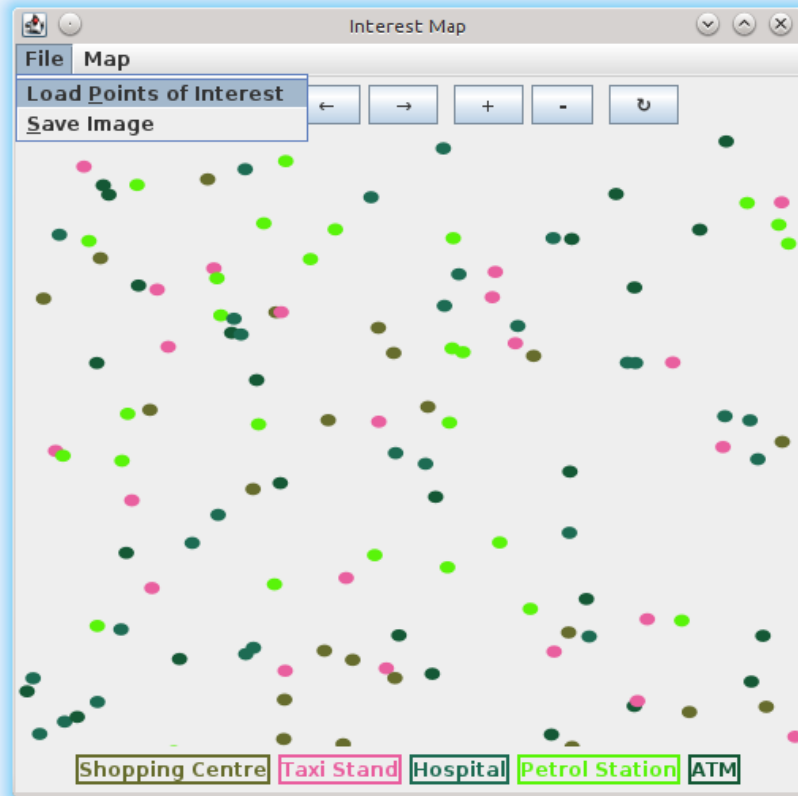 Interest Map
File Map
Load Points of Interest
Save Image
← → + - ↻
Shopping Centre Taxi Stand Hospital Petrol Station ATM